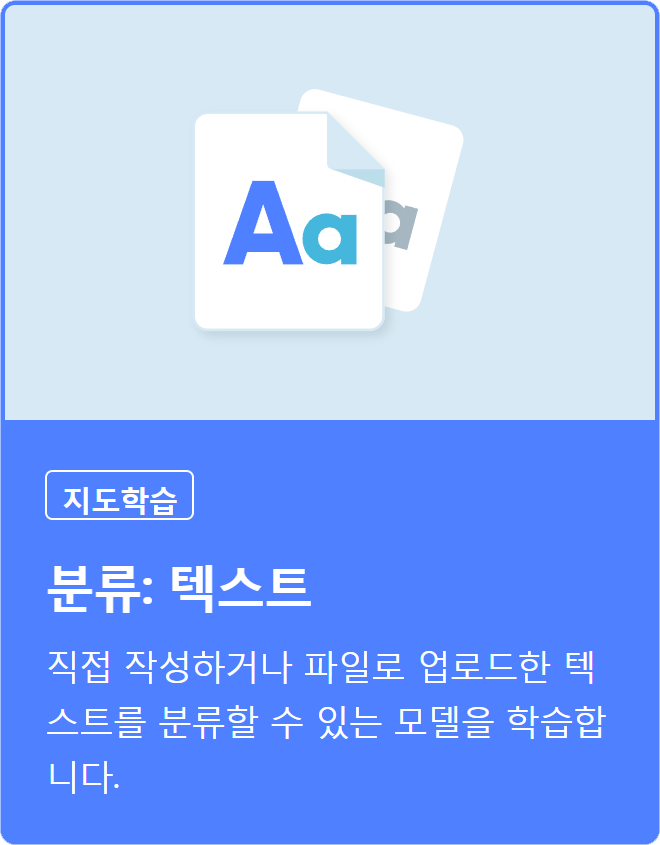 Aa
a
지도학습
분류: 텍스트
직접 작성하거나 파일로 업로드한 텍
스트를 분류할 수 있는 모델을 학습합
니다.